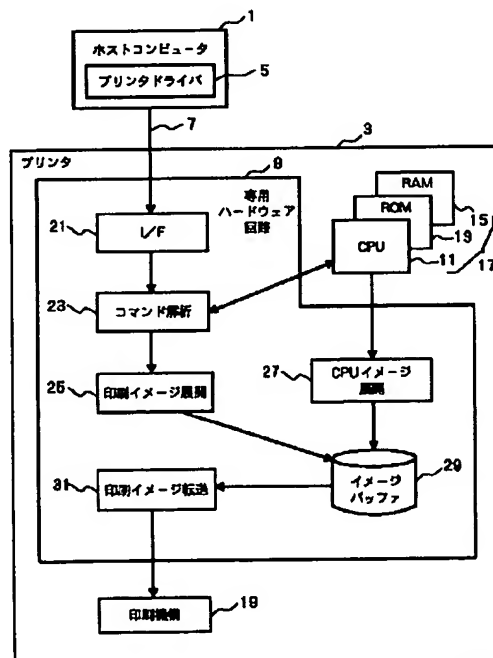 1
ホストコンピュータ
プリンタドライバ
5
7
3
プリンタ
9
専用
ハードウェア
回路
RAM
15
ROM
13
CPU
11
17
21
I/F
23
コマンド解析
25
印刷イメージ展開
27
CPUイメージ
展開
29
イメージ
バッファ
31
印刷イメージ転送
印刷機構
19